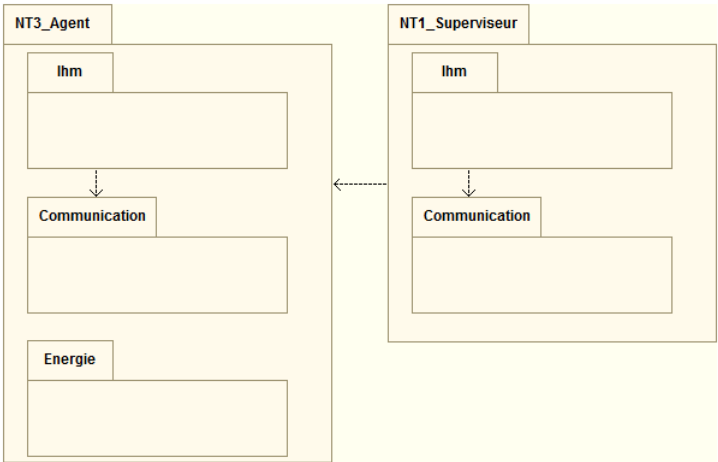 NT3_Agent
Ihm
Communication
Energie
NT1_Superviseur
Ihm
Communication